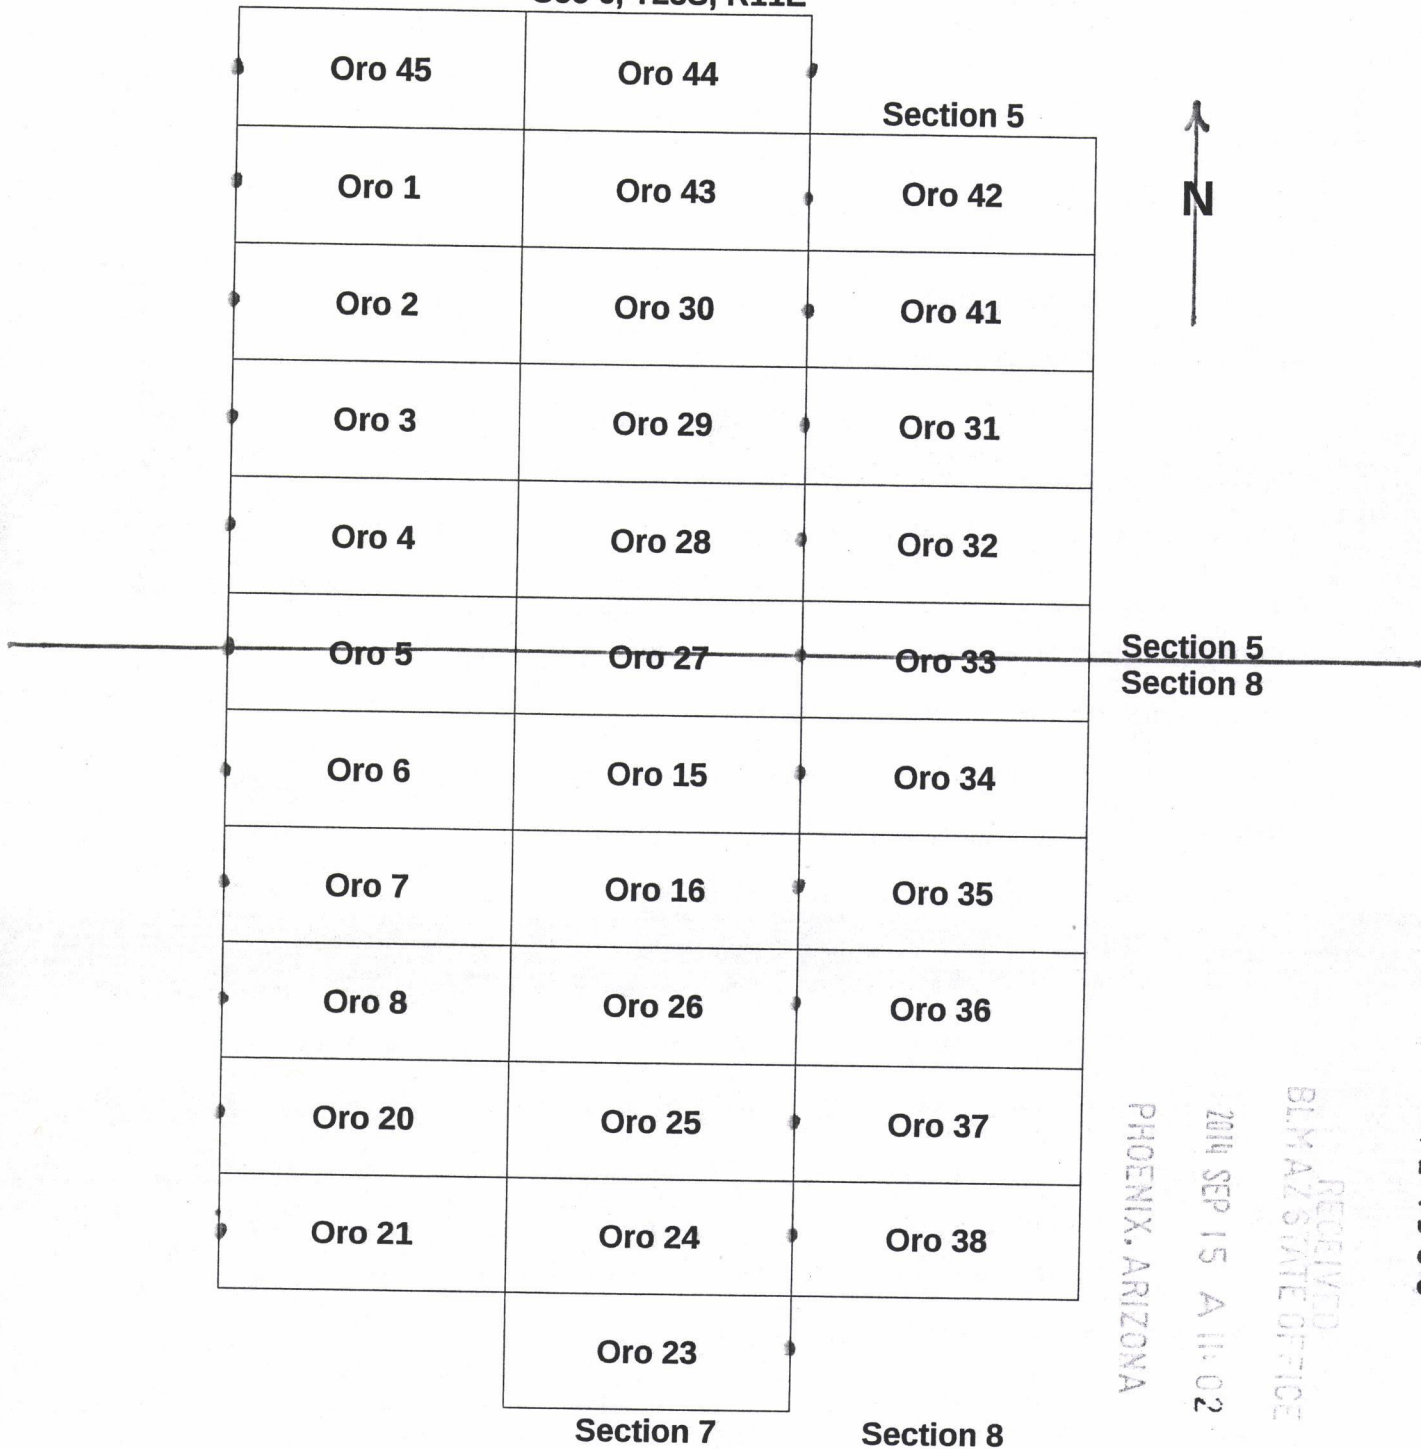 Oro 45 Oro 44
Section 5
Oro 1 Oro 43 Oro 42
N
Oro 2 Oro 30 Oro 41
Oro 3 Oro 29 Oro 31
Oro 4 Oro 28 Oro 32
Oro 5 Oro 27 Oro 33
Section 5
Section 8
Oro 6 Oro 15 Oro 34
Oro 7 Oro 16 Oro 35
Oro 8 Oro 26 Oro 36
Oro 20 Oro 25 Oro 37
Oro 21 Oro 24 Oro 38
Oro 23
Section 7 Section 8
RECEIVED
BLM AZ STATE OFFICE
2014 SEP 15 A 11:02
PHOENIX, ARIZONA